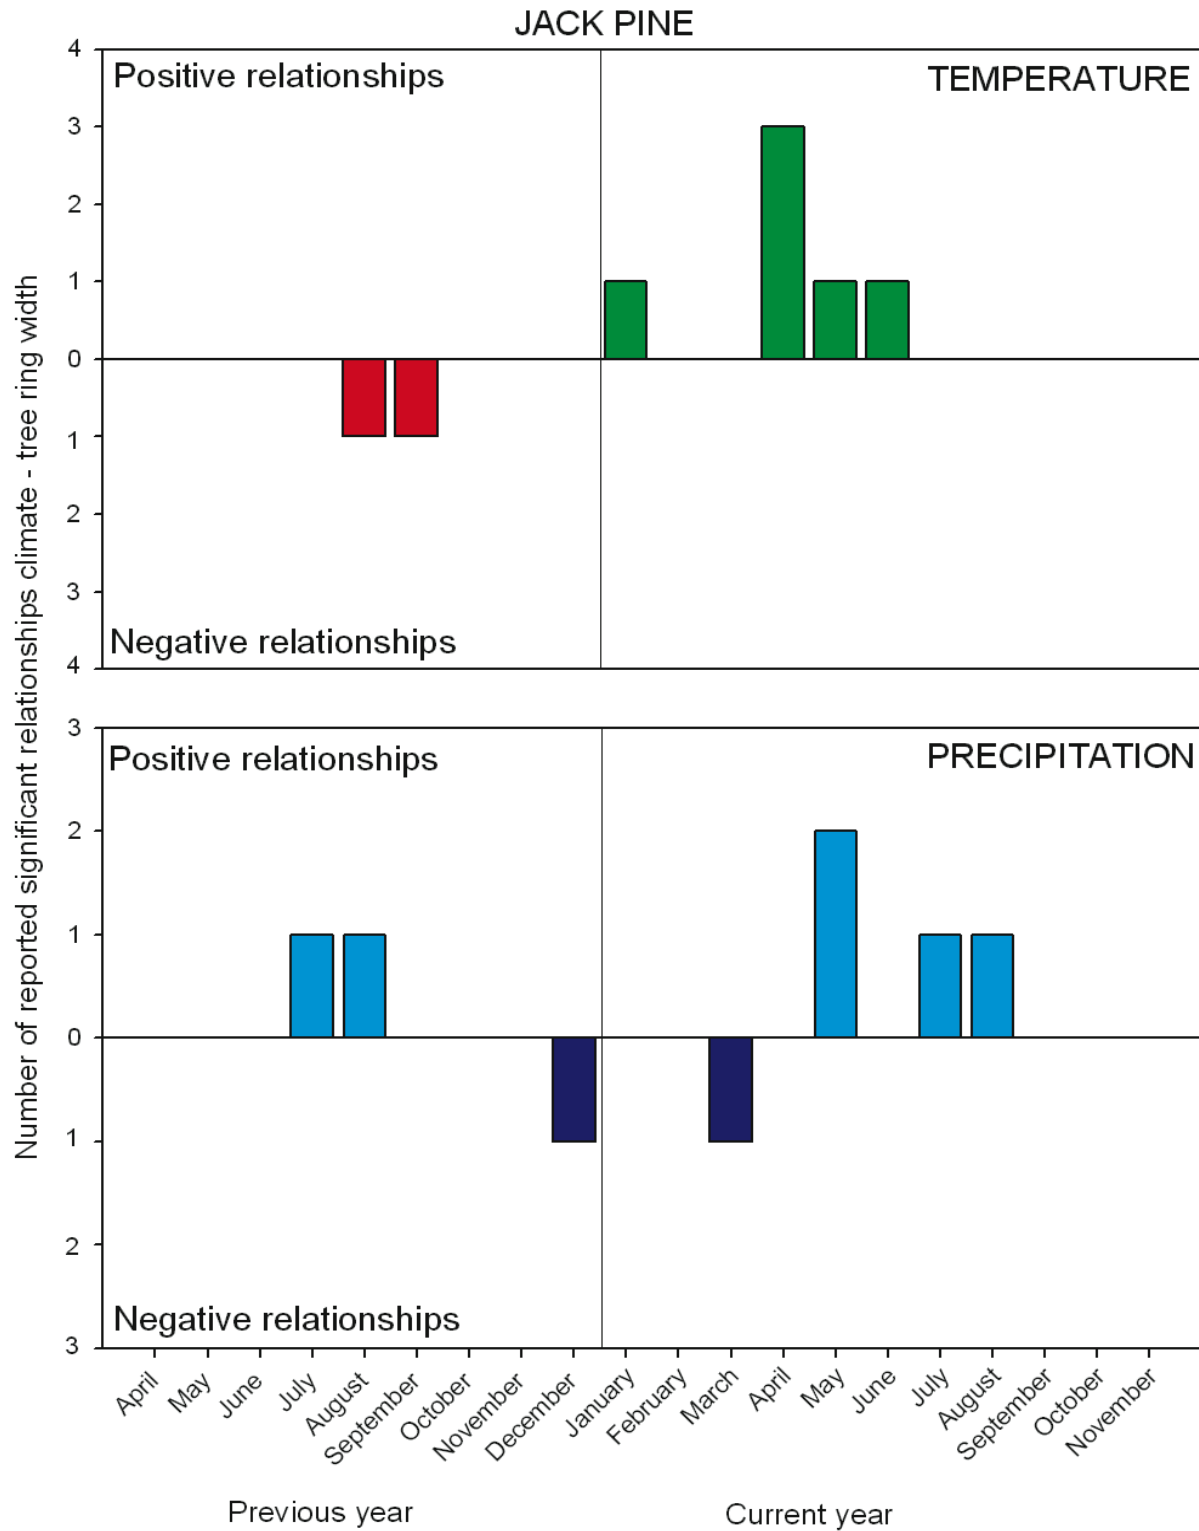 JACK PINE
Number of reported significant relationships climate - tree ring width
Positive relationships
TEMPERATURE
4
3
2
1
0
1
2
3
4
Negative relationships
Positive relationships
PRECIPITATION
3
2
1
0
1
2
3
Negative relationships
April
May
June
July
August
September
October
November
December
January
February
March
April
May
June
July
August
September
October
November
Previous year
Current year